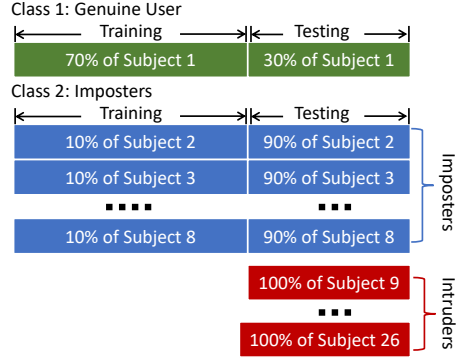 Class 1: Genuine User
Training Testing
70% of Subject 1 30% of Subject 1
Class 2: Imposters
Training Testing
10% of Subject 2 90% of Subject 2
10% of Subject 3 90% of Subject 3
10% of Subject 8 90% of Subject 8
Imposters
100% of Subject 9
100% of Subject 26
Intruders